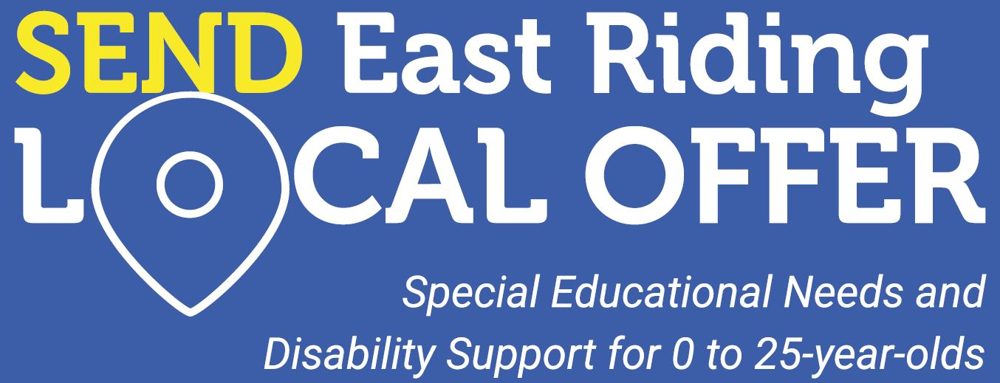 SEND East Riding
LOCAL OFFER
Special Educational Needs and
Disability Support for 0 to 25-year-olds